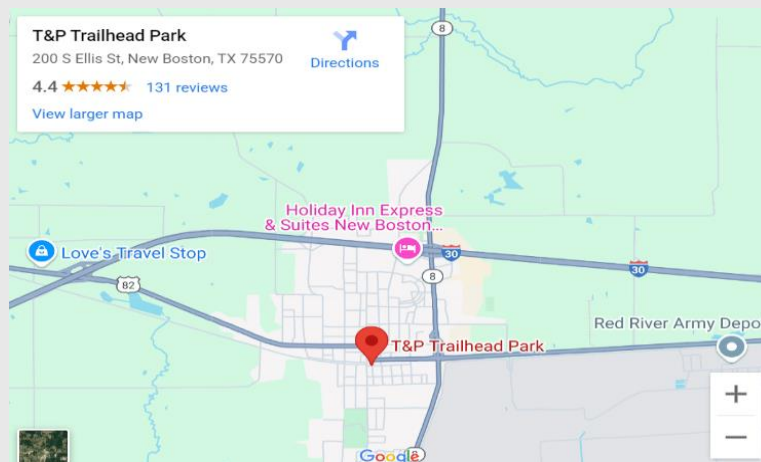 T&P Trailhead Park
200 S Ellis St, New Boston, TX 75570
Directions
4.4
131 reviews
View larger map
8
Holiday Inn Express
& Suites New Boston...
Love's Travel Stop
30
30
82
8
T&P Trailhead Park
Red River Army Depo
+
−
Google
8